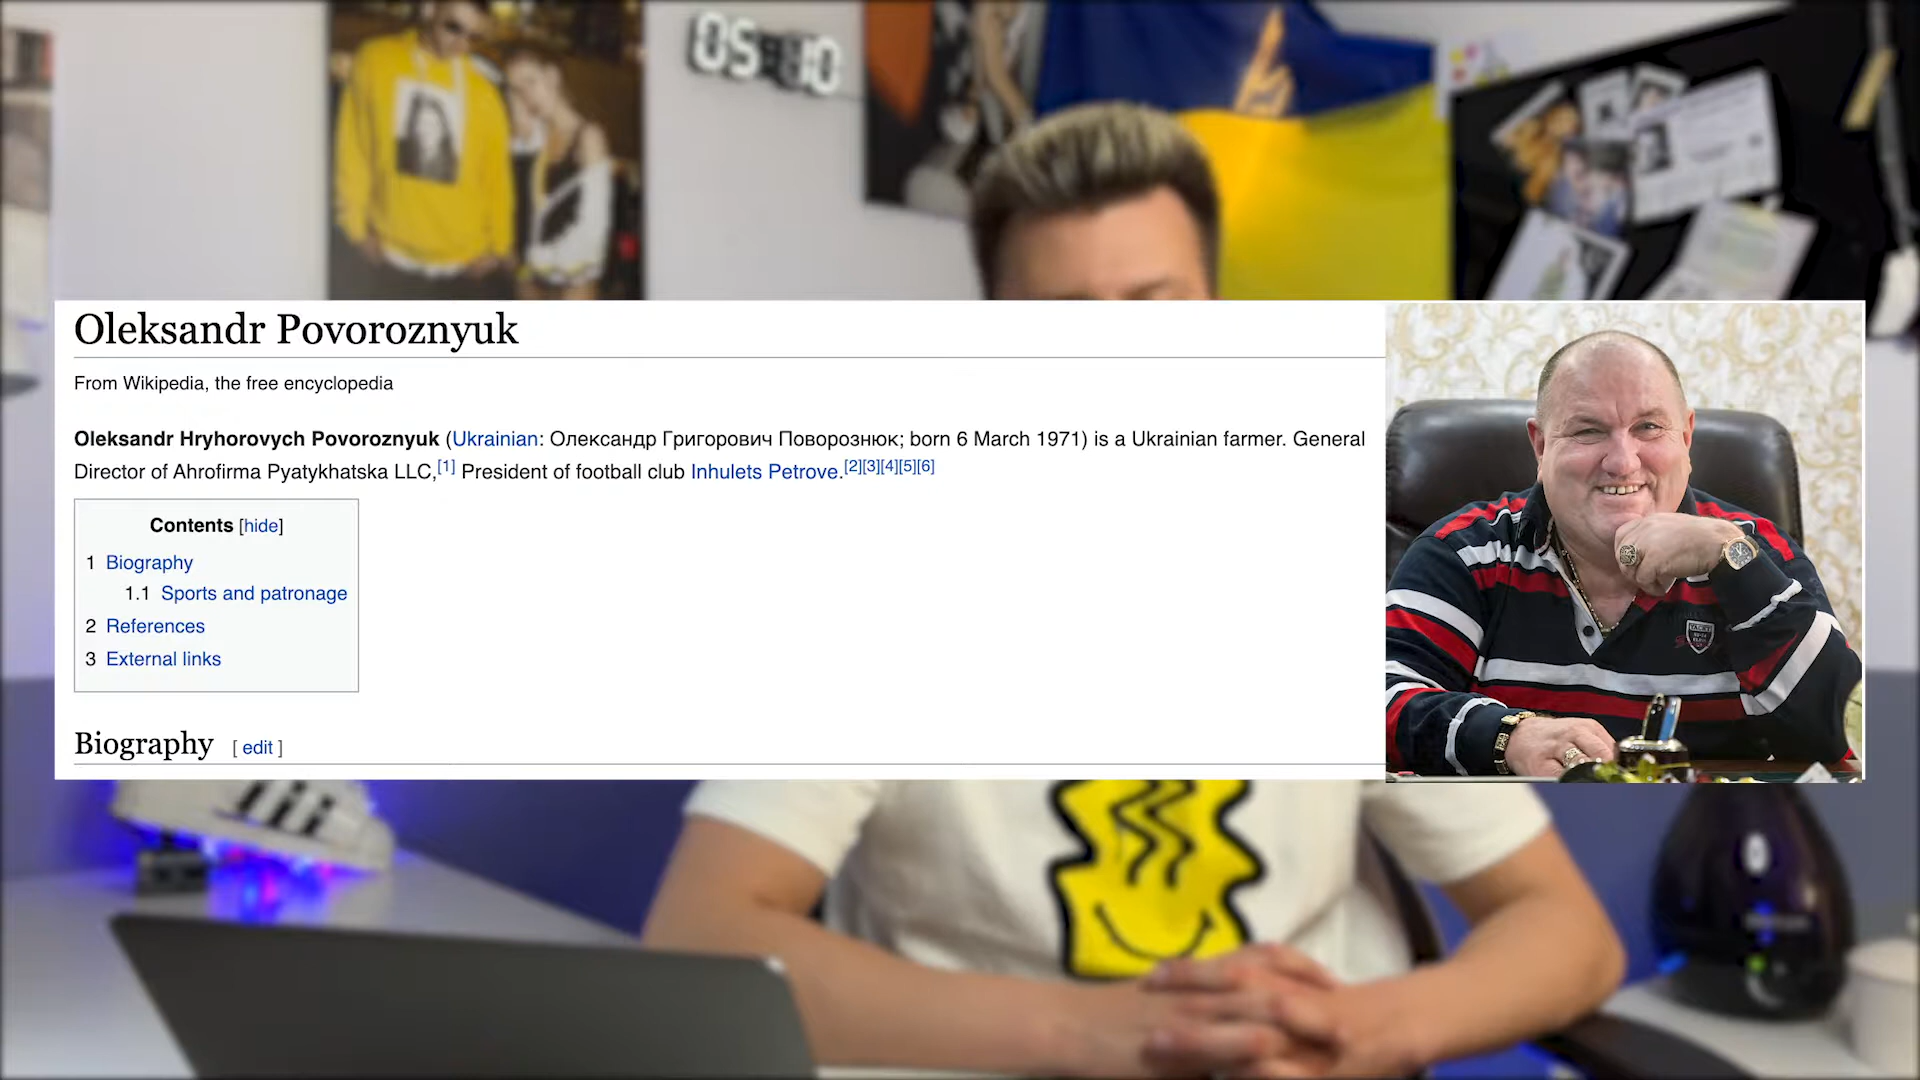 05:10
Oleksandr Povoroznyuk
From Wikipedia, the free encyclopedia
Oleksandr Hryhorovych Povoroznyuk (Ukrainian: Олександр Григорович Поворознюк; born 6 March 1971) is a Ukrainian farmer. General
Director of Ahrofirma Pyatykhatska LLC,[1] President of football club Inhulets Petrove.[2][3][4][5][6]
Contents [hide]
1 Biography
1.1 Sports and patronage
2 References
3 External links
Biography [ edit ]